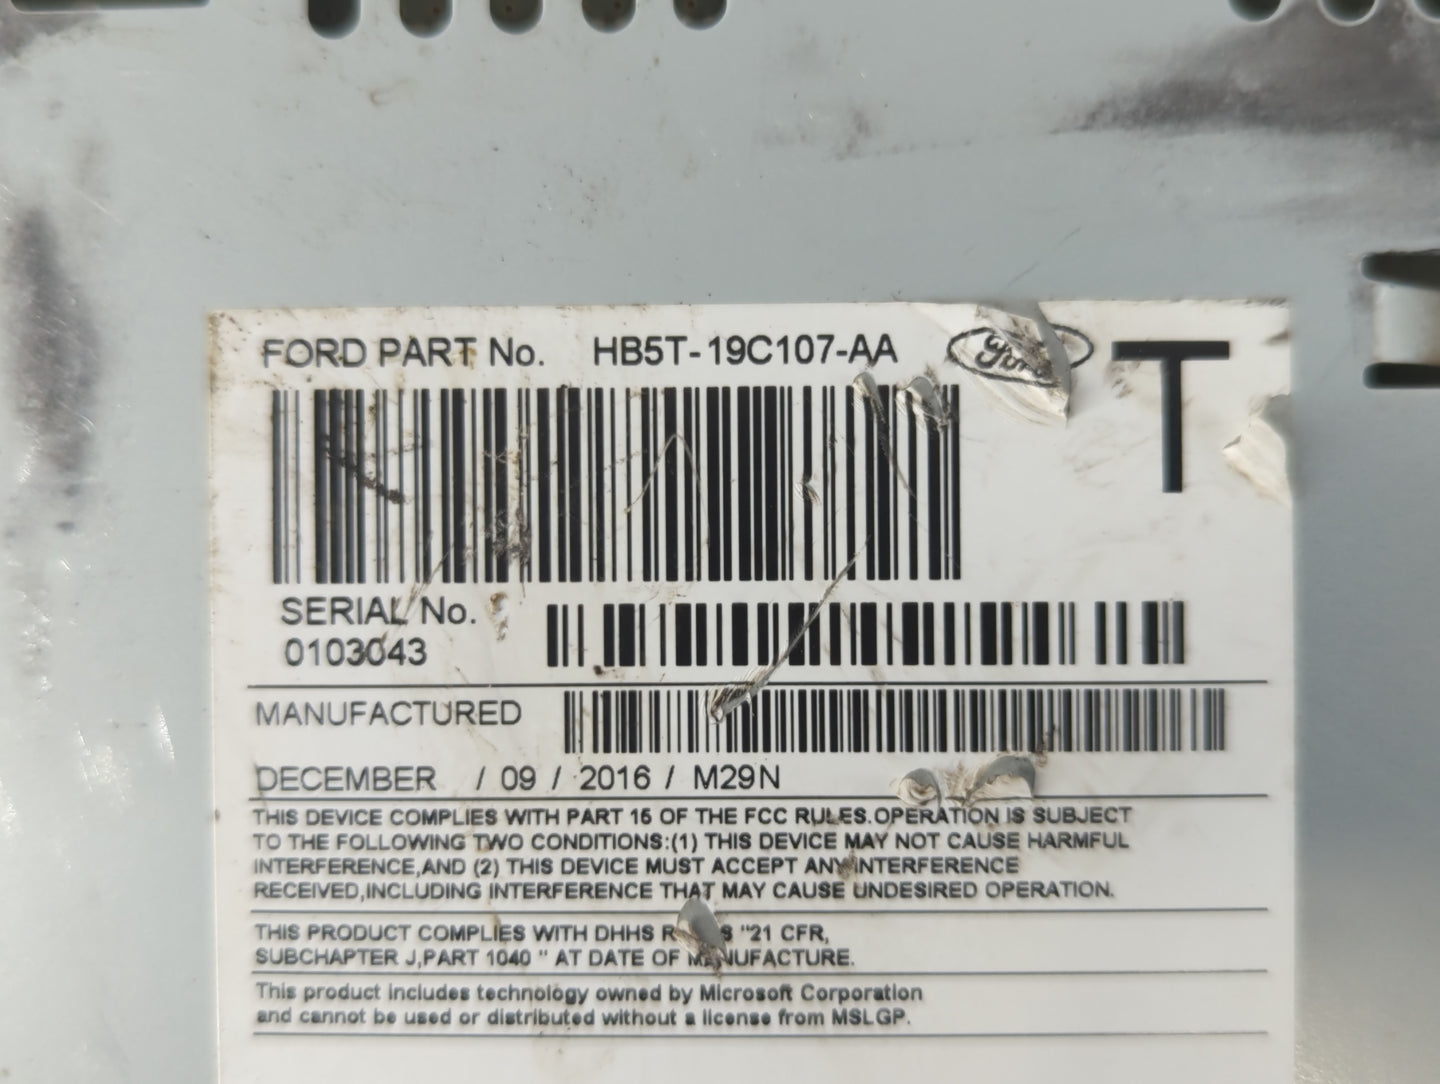 FORD PART No. HB5T-19C107-AA Ford T
SERIAL No.
0103043
MANUFACTURED
DECEMBER / 09 / 2016 / M29N
THIS DEVICE COMPLIES WITH PART 15 OF THE FCC RULES.OPERATION IS SUBJECT
TO THE FOLLOWING TWO CONDITIONS:(1) THIS DEVICE MAY NOT CAUSE HARMFUL
INTERFERENCE,AND (2) THIS DEVICE MUST ACCEPT ANY INTERFERENCE
RECEIVED,INCLUDING INTERFERENCE THAT MAY CAUSE UNDESIRED OPERATION.
THIS PRODUCT COMPLIES WITH DHHS "21 CFR,
SUBCHAPTER J,PART 1040 " AT DATE OF MANUFACTURE.
This product includes technology owned by Microsoft Corporation
and cannot be used or distributed without a license from MSLGP.